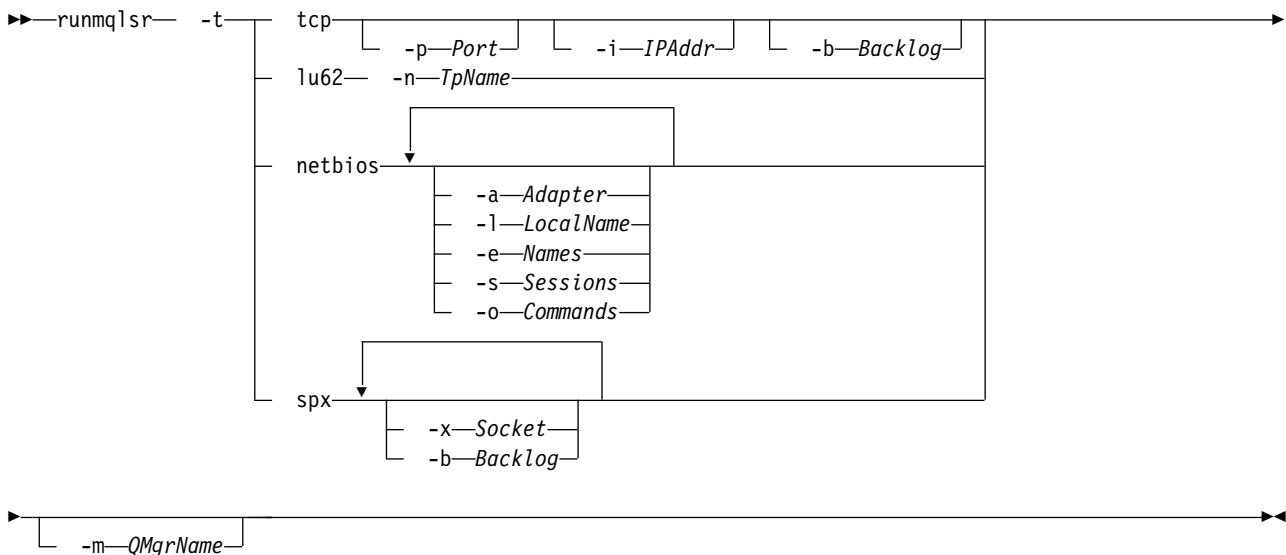 runmqlsr -t tcp
-p Port -i IPAddr -b Backlog
lu62 -n TpName
netbios
-a Adapter
-l LocalName
-e Names
-s Sessions
-o Commands
spx
-x Socket
-b Backlog
-m QMgrName